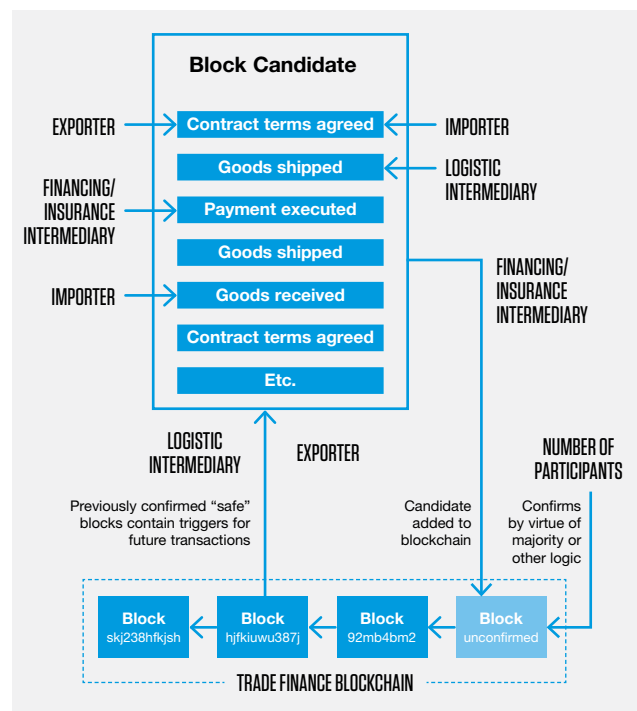 Block Candidate
EXPORTER
Contract terms agreed
IMPORTER
Goods shipped
LOGISTIC
INTERMEDIARY
FINANCING/
INSURANCE
INTERMEDIARY
Payment executed
Goods shipped
FINANCING/
INSURANCE
INTERMEDIARY
IMPORTER
Goods received
Contract terms agreed
Etc.
LOGISTIC
INTERMEDIARY
EXPORTER
NUMBER OF
PARTICIPANTS
Previously confirmed “safe”
blocks contain triggers for
future transactions
Candidate
added to
blockchain
Confirms
by virtue of
majority or
other logic
Block
skj238hfkjsh
Block
hjfkiuwu387j
Block
92mb4bm2
Block
unconfirmed
TRADE FINANCE BLOCKCHAIN